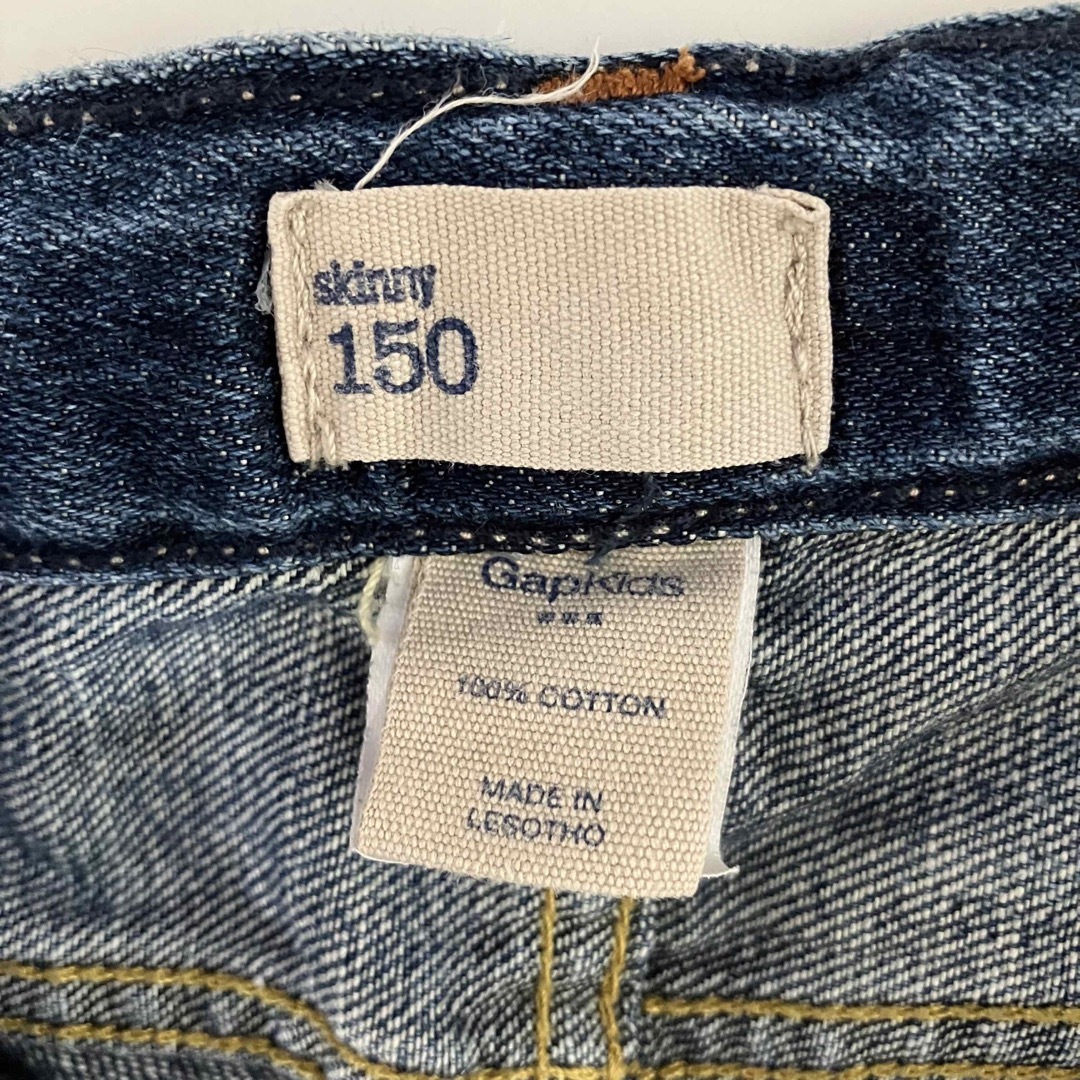 skinny
150
GapKids
***
100% COTTON
MADE IN
LESOTHO